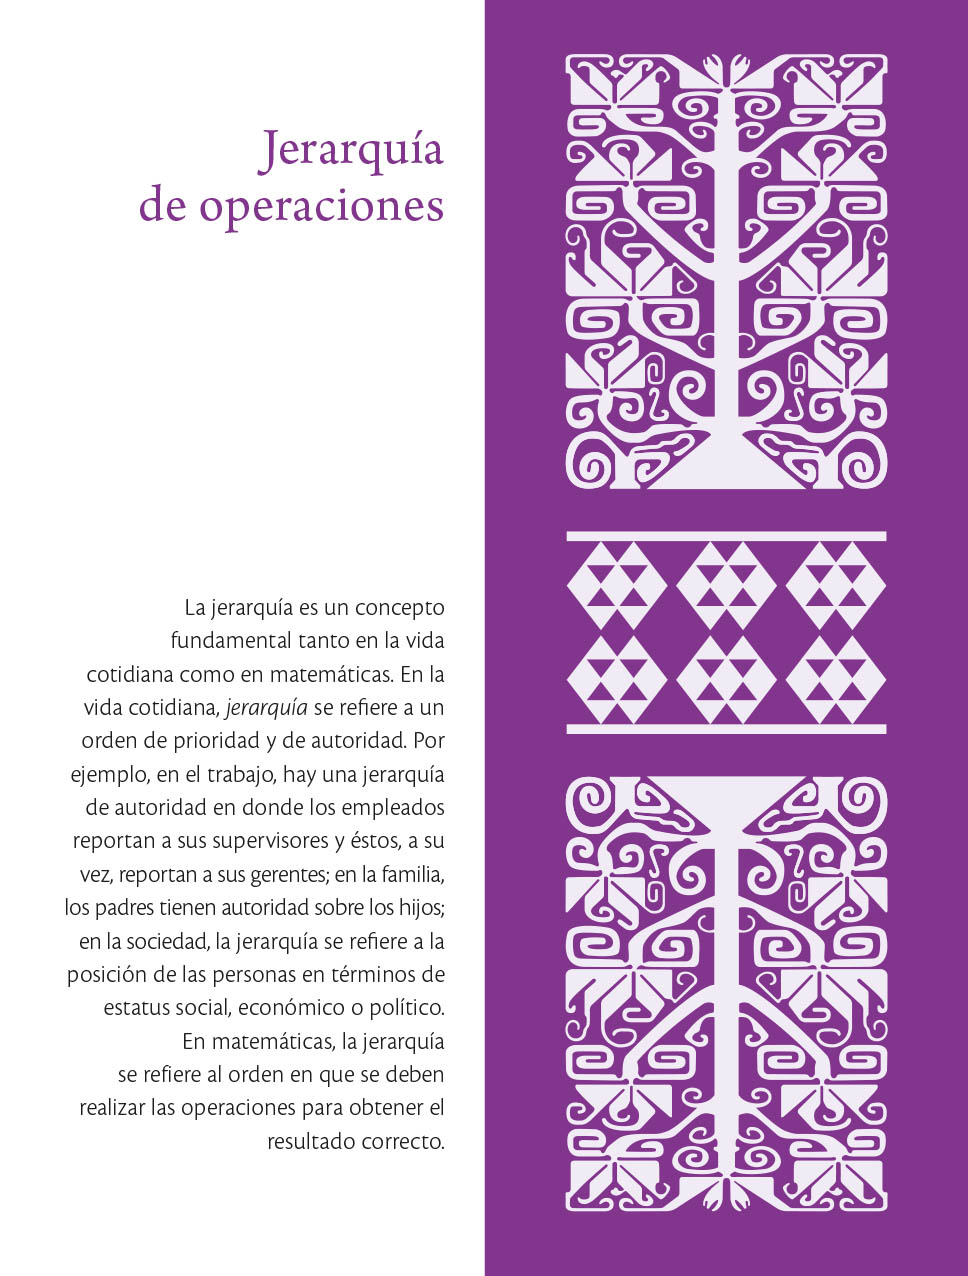 Jerarquía
de operaciones
La jerarquía es un concepto
fundamental tanto en la vida
cotidiana como en matemáticas. En la
vida cotidiana, jerarquía se refiere a un
orden de prioridad y de autoridad. Por
ejemplo, en el trabajo, hay una jerarquía
de autoridad en donde los empleados
reportan a sus supervisores y éstos, a su
vez, reportan a sus gerentes; en la familia,
los padres tienen autoridad sobre los hijos;
en la sociedad, la jerarquía se refiere a la
posición de las personas en términos de
estatus social, económico o político.
En matemáticas, la jerarquía
se refiere al orden en que se deben
realizar las operaciones para obtener el
resultado correcto.